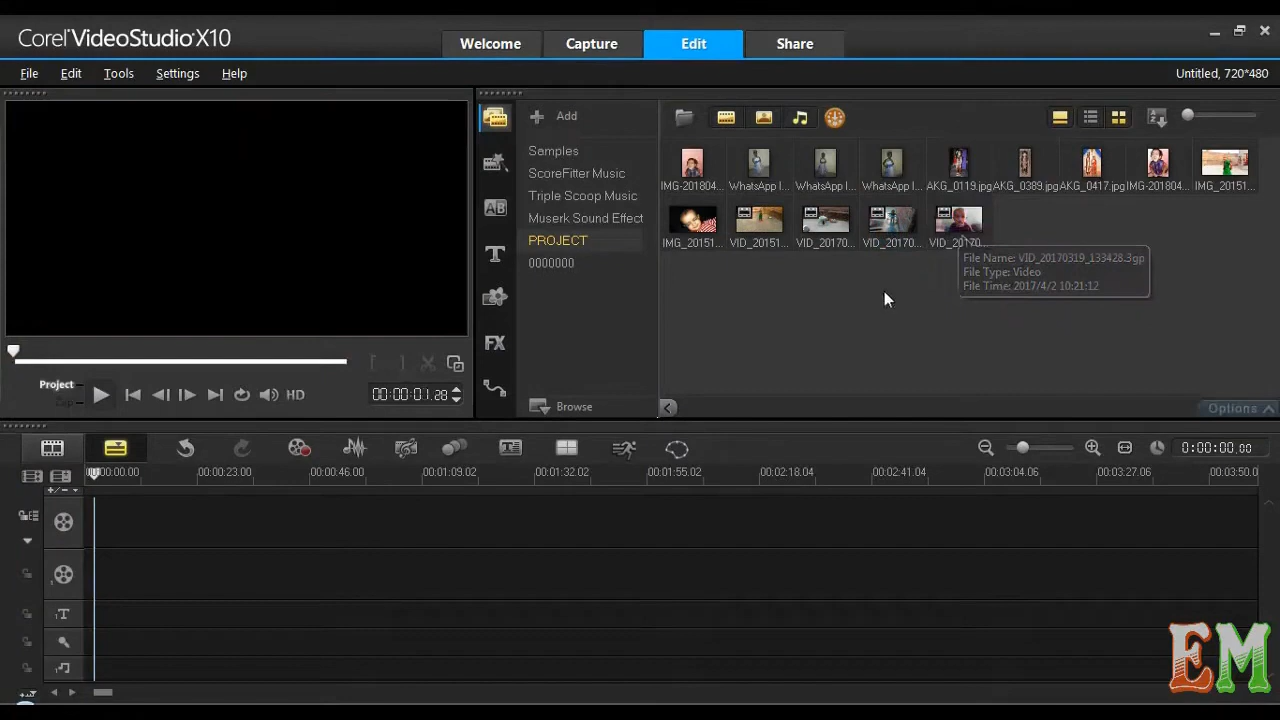 Corel VideoStudio X10
Welcome
Capture
Edit
Share
File
Edit
Tools
Settings
Help
Untitled, 720*480
Add
Samples
ScoreFitter Music
Triple Scoop Music
Muserk Sound Effect
PROJECT
0000000
Browse
IMG-201804...
WhatsApp I...
WhatsApp I...
WhatsApp I...
AKG_0119.jpg
AKG_0389.jpg
AKG_0417.jpg
IMG-201804...
IMG_20151...
IMG_20151...
VID_20151...
VID_20170...
VID_20170...
VID_20170...
File Name: VID_20170319_133428.3gp
File Type: Video
File Time: 2017/4/2 10:21:12
Options
Project
HD
00:00:01.28
AB
T
FX
0:00:00.00
00:00:23.00
00:00:46.00
00:01:09.02
00:01:32.02
00:01:55.02
00:02:18.04
00:02:41.04
00:03:04.06
00:03:27.06
00:03:50.0
1
1T
1
EM